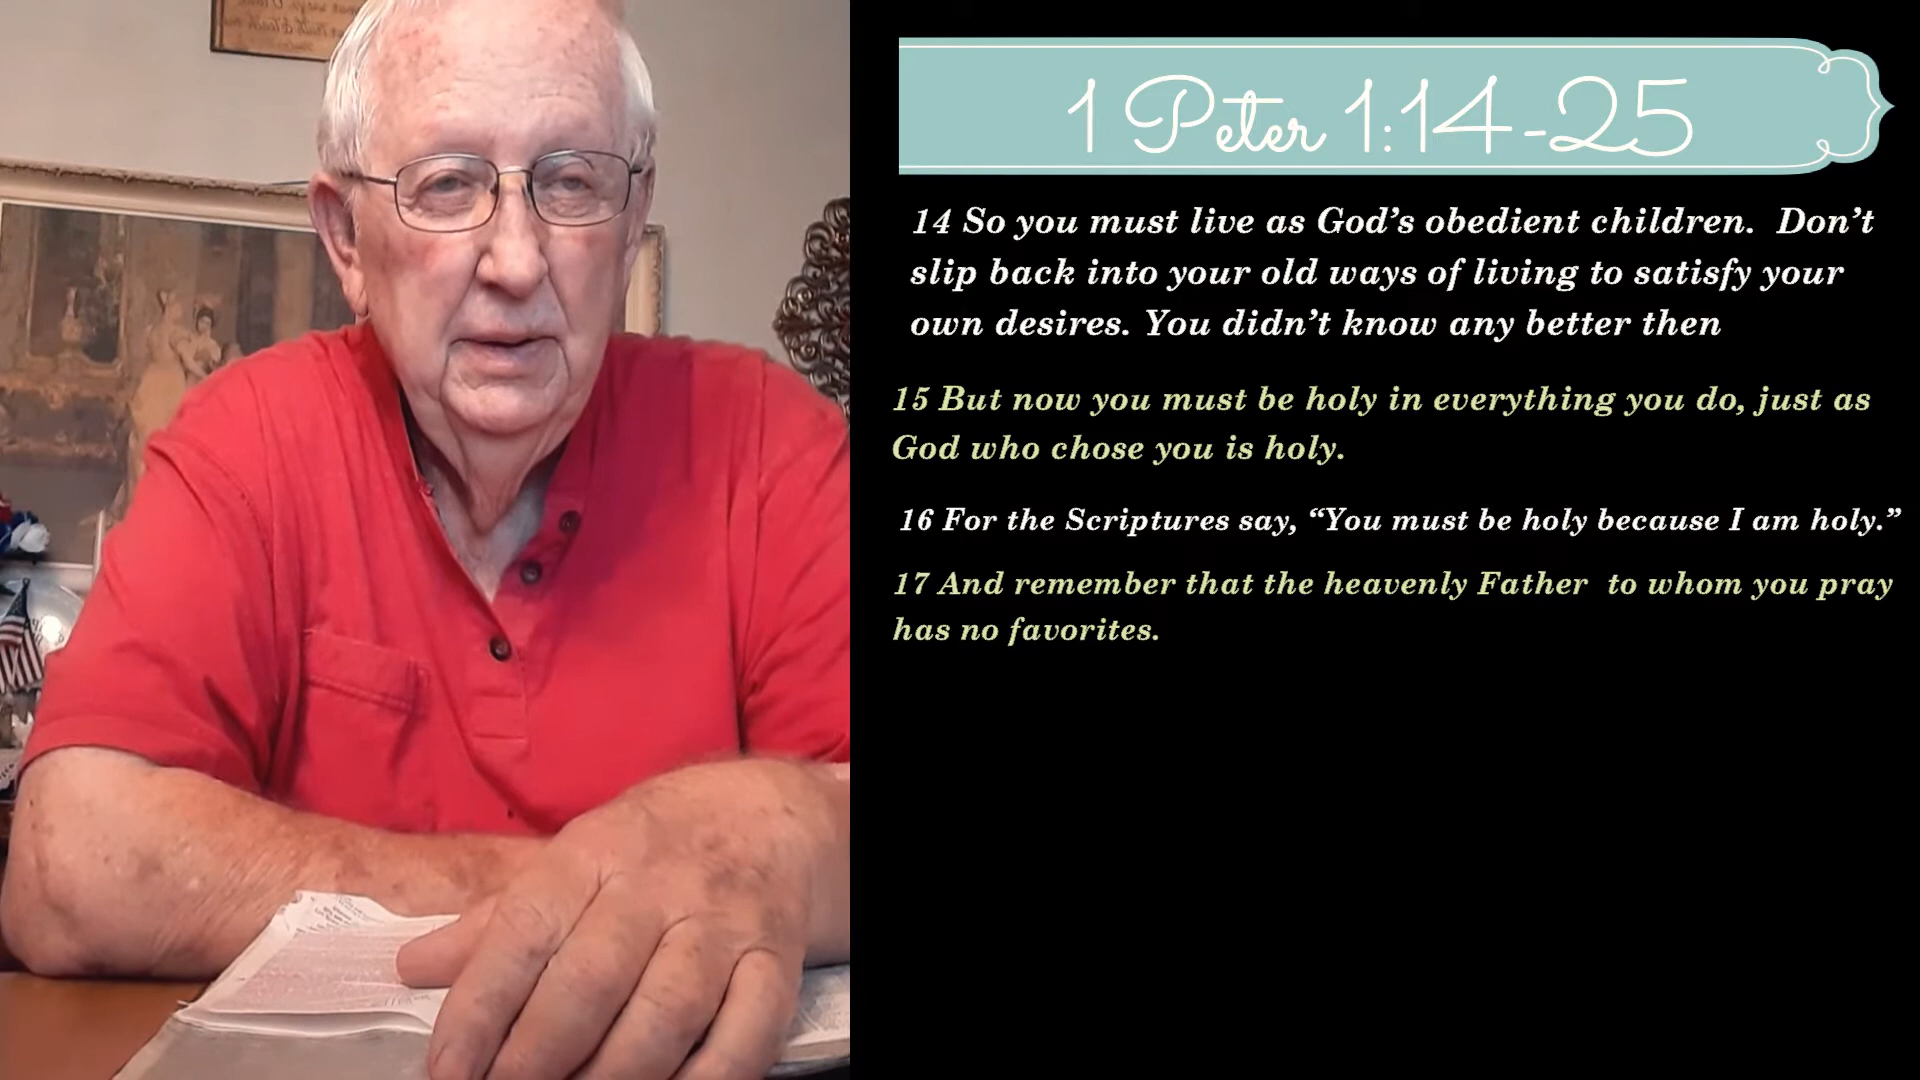 1 Peter 1:14-25
14 So you must live as God's obedient children.  Don't
slip back into your old ways of living to satisfy your
own desires. You didn't know any better then
15 But now you must be holy in everything you do, just as
God who chose you is holy.
16 For the Scriptures say, “You must be holy because I am holy.”
17 And remember that the heavenly Father  to whom you pray
has no favorites.